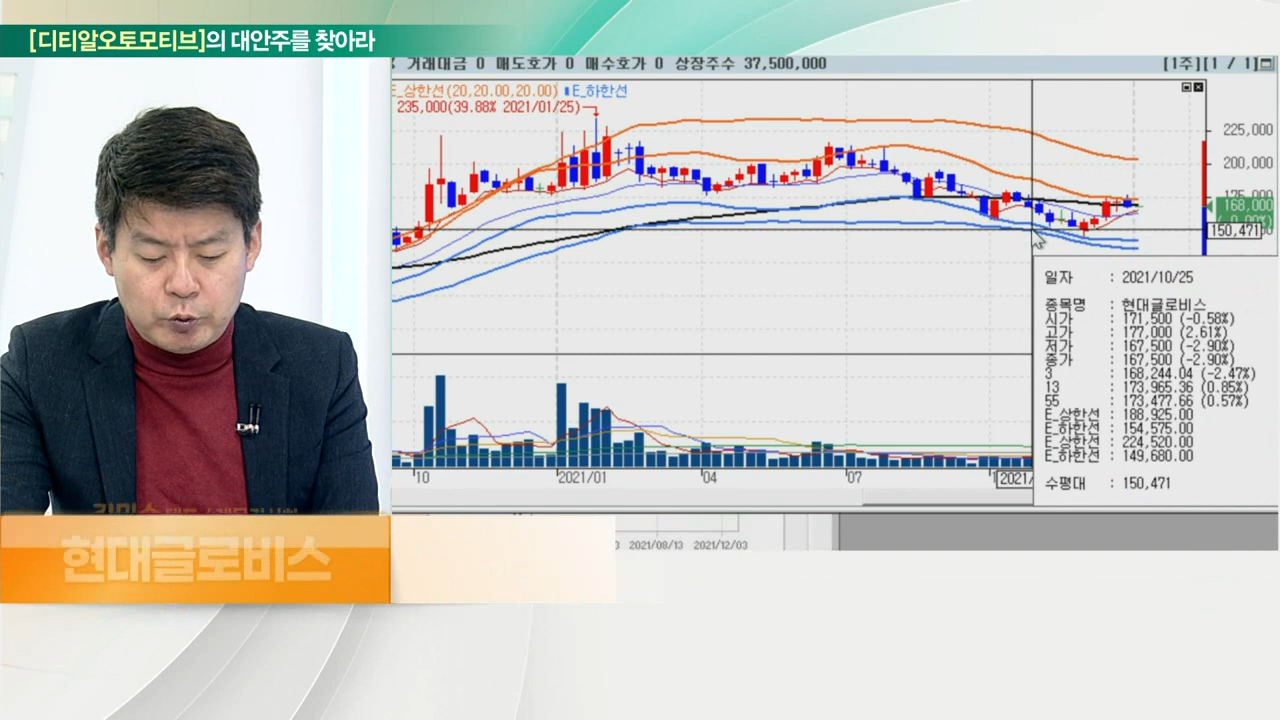 [디티알오토모티브]의 대안주를 찾아라
거래대금 0 매도호가 0 매수호가 0 상장주수 37,500,000
[1주][1 / 1]
E_상한선(20,20.00,20.00) E_하한선
235,000(39.88% 2021/01/25)
225,000
200,000
175,000
168,000
150,471
일자 : 2021/10/25
종목명 : 현대글로비스
시가 : 171,500 (-0.58%)
고가 : 177,000 (2.61%)
저가 : 167,500 (-2.90%)
종가 : 167,500 (-2.90%)
3 : 168,244.04 (-2.47%)
13 : 173,965.36 (0.85%)
55 : 173,477.66 (0.57%)
E_상한선 : 188,925.00
E_하한선 : 154,575.00
E_상한선 : 224,520.00
E_하한선 : 149,680.00
수평대 : 150,471
10 2021/01 04 07
2021/08/13 2021/12/03
현대글로비스